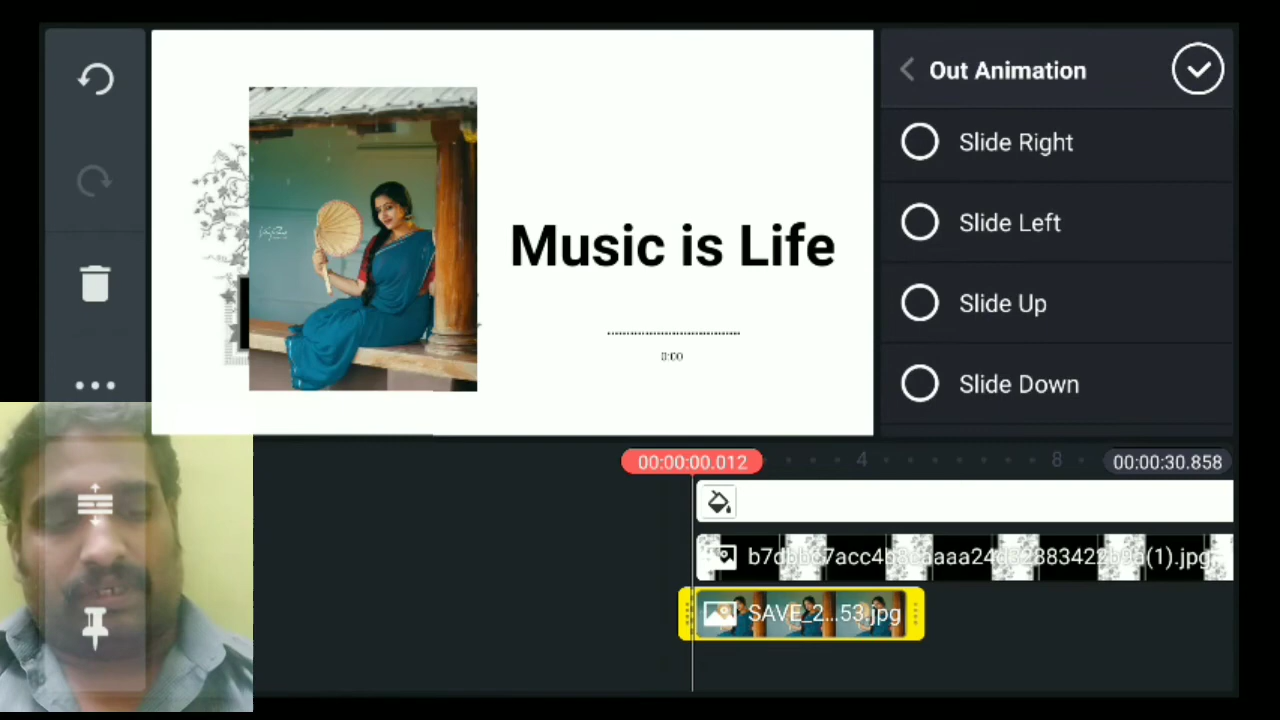 Out Animation
Slide Right
Slide Left
Slide Up
Slide Down
Music is Life
0:00
00:00:00.012
4
8
00:00:30.858
SAVE_2...53.jpg